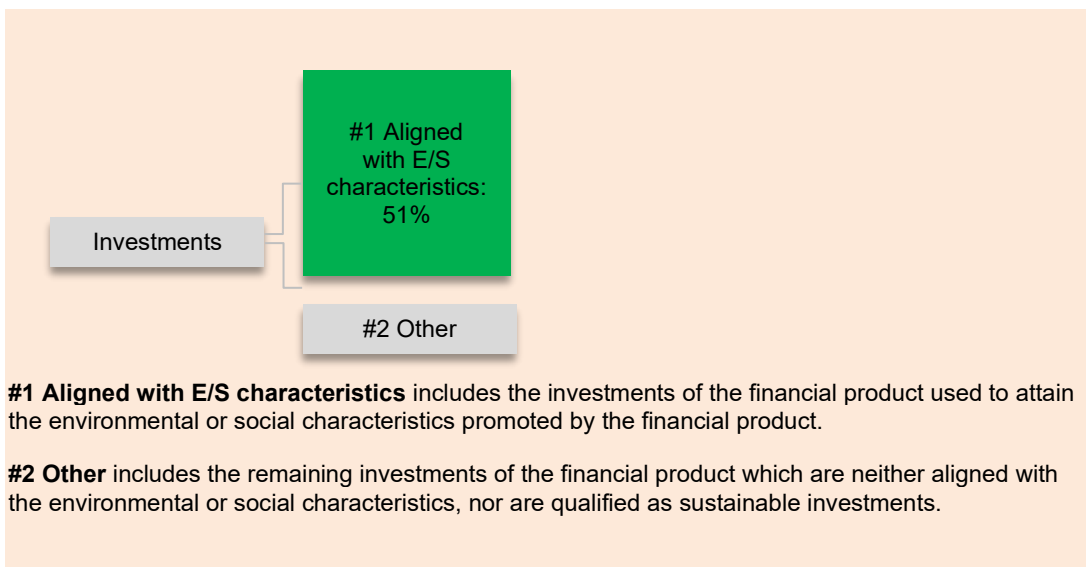 #1 Aligned
with E/S
characteristics:
51%
Investments
#2 Other
#1 Aligned with E/S characteristics includes the investments of the financial product used to attain
the environmental or social characteristics promoted by the financial product.
#2 Other includes the remaining investments of the financial product which are neither aligned with
the environmental or social characteristics, nor are qualified as sustainable investments.